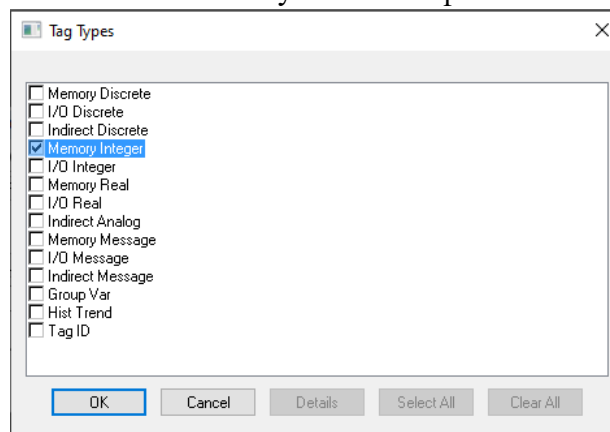 Tag Types
Memory Discrete
I/O Discrete
Indirect Discrete
Memory Integer
I/O Integer
Memory Real
I/O Real
Indirect Analog
Memory Message
I/O Message
Indirect Message
Group Var
Hist Trend
Tag ID
OK Cancel Details Select All Clear All